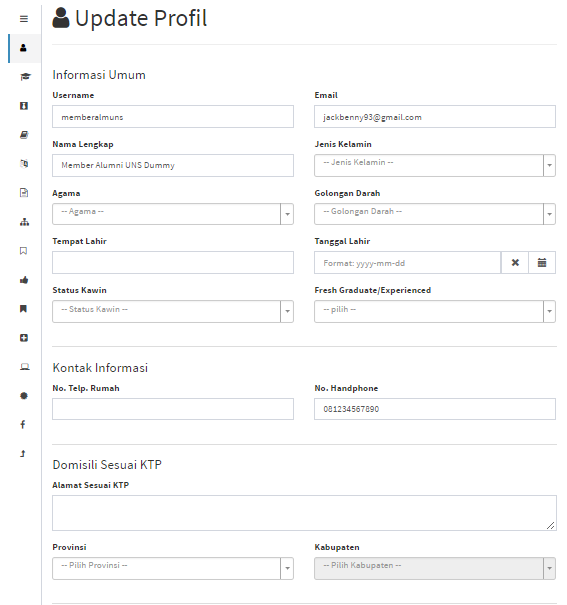 Update Profil
Informasi Umum
Username
Email
memberalmuns
jackbenny93@gmail.com
Nama Lengkap
Jenis Kelamin
Member Alumni UNS Dummy
-- Jenis Kelamin --
Agama
Golongan Darah
-- Agama --
-- Golongan Darah --
Tempat Lahir
Tanggal Lahir
Format: yyyy-mm-dd
Status Kawin
Fresh Graduate/Experienced
-- Status Kawin --
-- pilih --
Kontak Informasi
No. Telp. Rumah
No. Handphone
081234567890
Domisili Sesuai KTP
Alamat Sesuai KTP
Provinsi
Kabupaten
-- Pilih Provinsi --
-- Pilih Kabupaten --